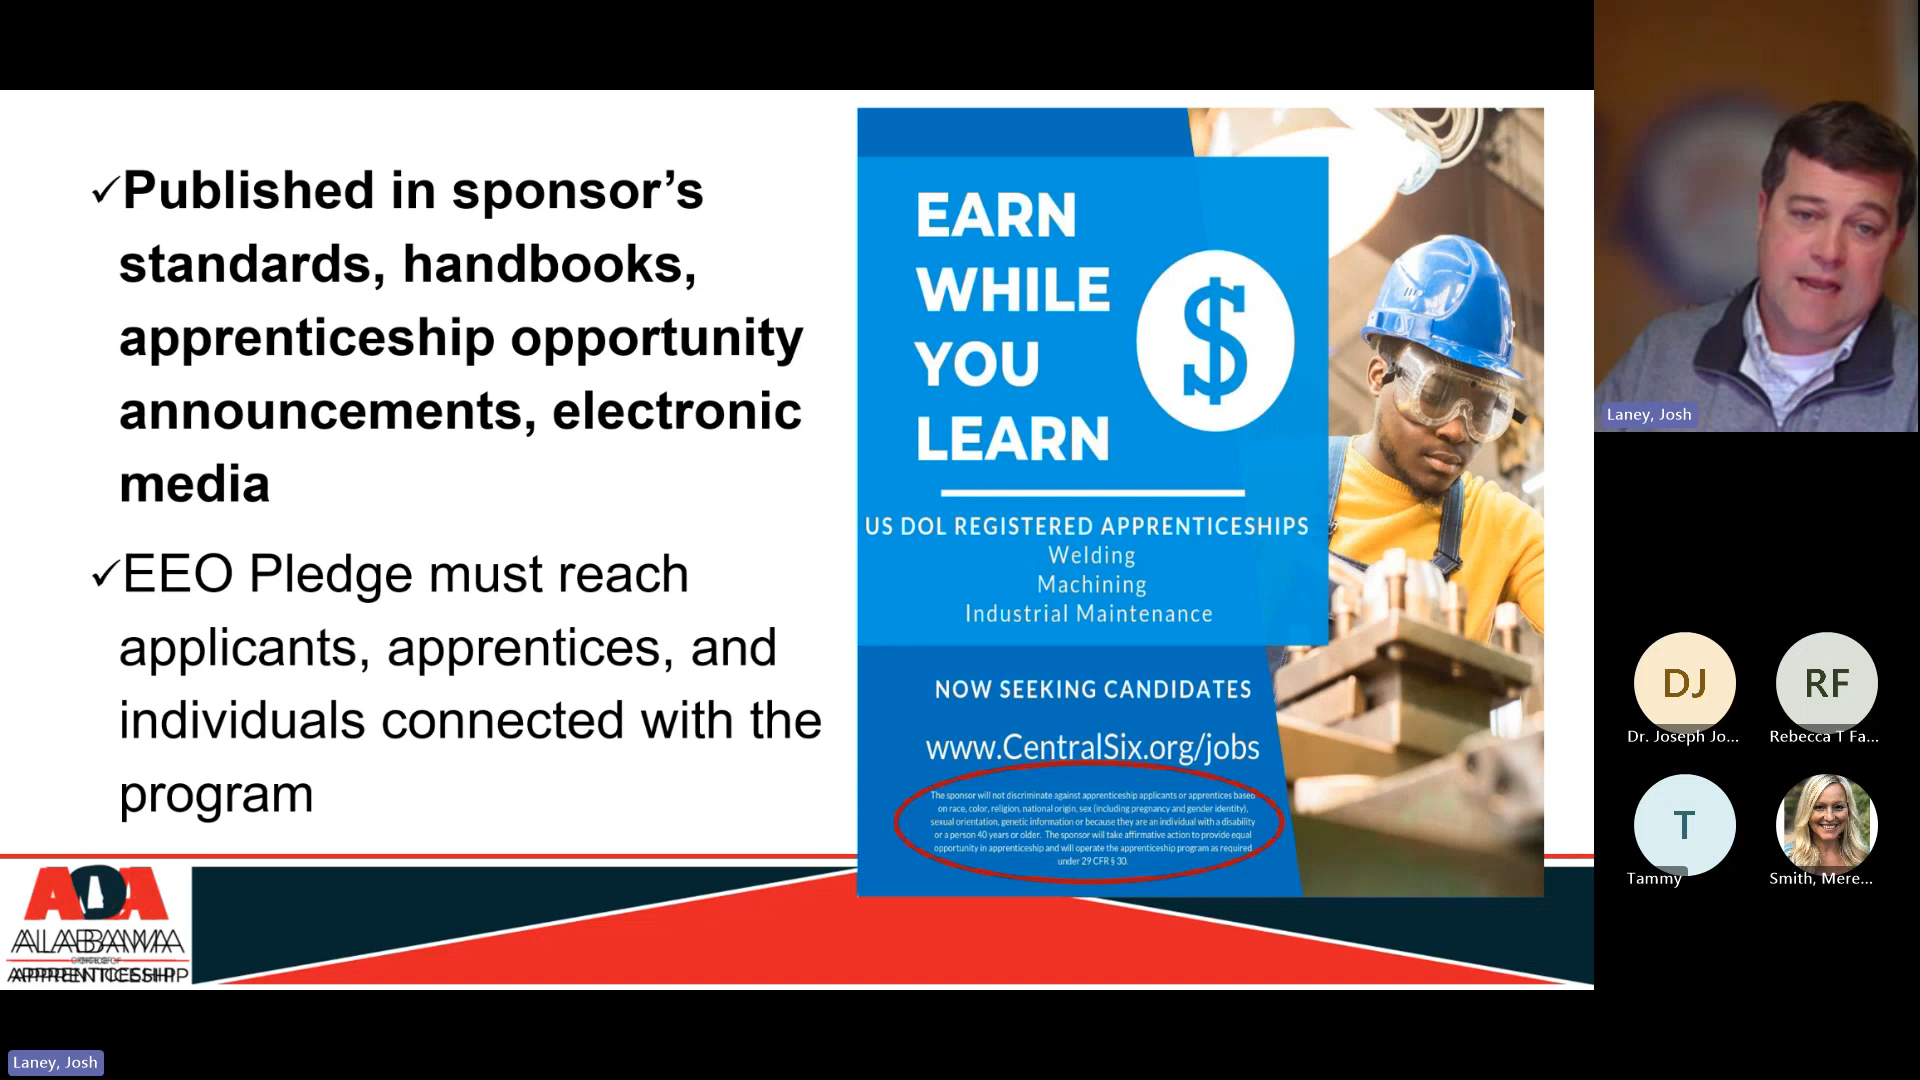 ✓Published in sponsor’s
standards, handbooks,
apprenticeship opportunity
announcements, electronic
media
✓EEO Pledge must reach
applicants, apprentices, and
individuals connected with the
program
EARN
WHILE
YOU
LEARN
$
US DOL REGISTERED APPRENTICESHIPS
Welding
Machining
Industrial Maintenance
NOW SEEKING CANDIDATES
www.CentralSix.org/jobs
The sponsor will not discriminate against apprenticeship applicants or apprentices based
on race, color, religion, national origin, sex (including pregnancy and gender identity),
sexual orientation, genetic information or because they are an individual with a disability
or a person 40 years or older. The sponsor will take affirmative action to provide equal
opportunity in apprenticeship and will operate the apprenticeship program as required
under 29 CFR § 30.
AOA
ALABAMA
OFFICE OF
APPRENTICESHIP
Laney, Josh
Laney, Josh
DJ
Dr. Joseph Jo...
RF
Rebecca T Fa...
T
Tammy
Smith, Mere...